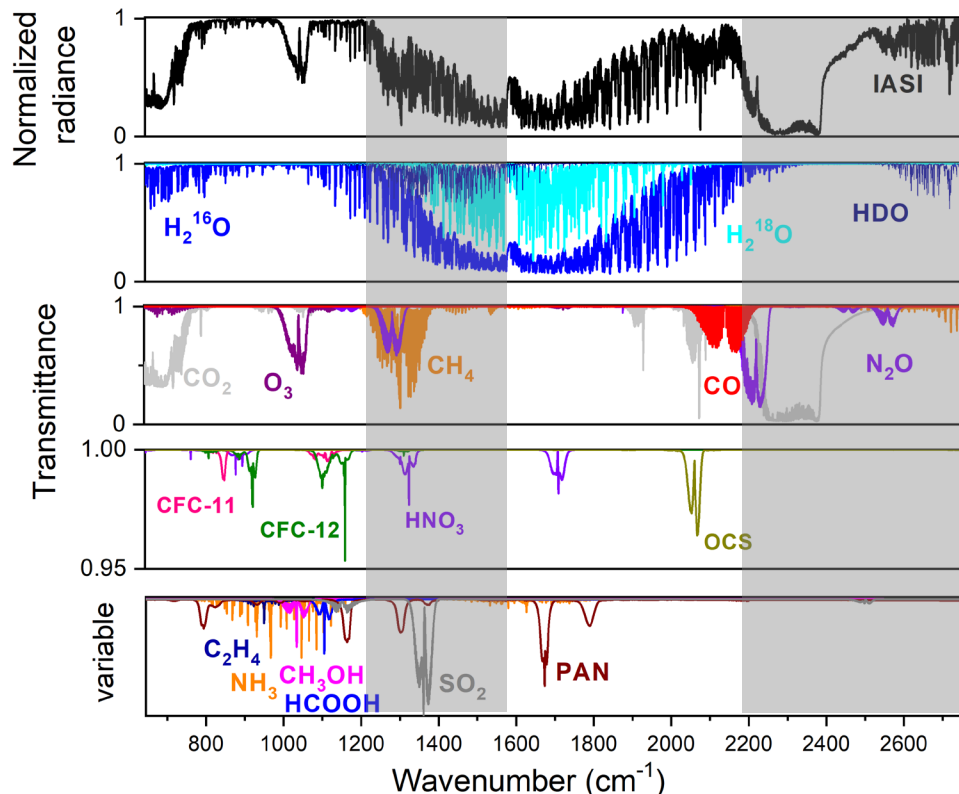 Normalized radiance
1
0
IASI
1
0
H₂¹⁶O
H₂¹⁸O
HDO
Transmittance
1
0
CO₂
O₃
CH₄
CO
N₂O
1.00
0.95
CFC-11
CFC-12
HNO₃
OCS
variable
C₂H₄
NH₃
CH₃OH
HCOOH
SO₂
PAN
800 1000 1200 1400 1600 1800 2000 2200 2400 2600
Wavenumber (cm⁻¹)